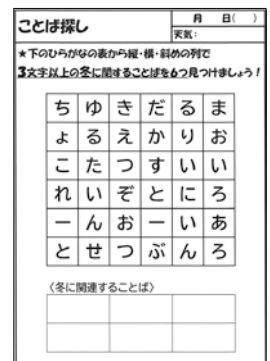 ことば探し
月 日( )
天気:
★下のひらがなの表から縦・横・斜めの列で
3文字以上の冬に関することばを6つ見つけましょう!
ち ゆ き だ る ま
ょ る え か り お
こ た つ す い い
れ い ぞ と に ろ
ー ん お ー い あ
と せ つ ぶ ん ろ
〈冬に関連することば〉